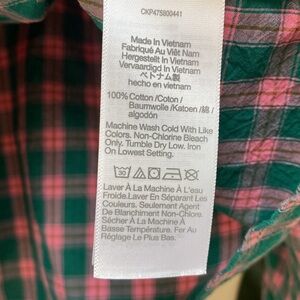 CKP475800441
Made In Vietnam
Fabriqué Au Viêt Nam
Hergestellt In Vietnam
Vervaardigd In Vietnam
ベトナム製
hecho en vietnam
100% Cotton /Coton /
Baumwolle /Katoen /綿 /
algodón
Machine Wash Cold With Like
Colors. Non-Chlorine Bleach
Only. Tumble Dry Low. Iron
On Lowest Setting.
30
Laver À La Machine À L'eau
Froide.Laver En Séparant Les
Couleurs. Seulement Agent
De Blanchiment Non-Chlore.
Sécher À La Machine À
Basse Température. Fer Au
Réglage Le Plus Bas.